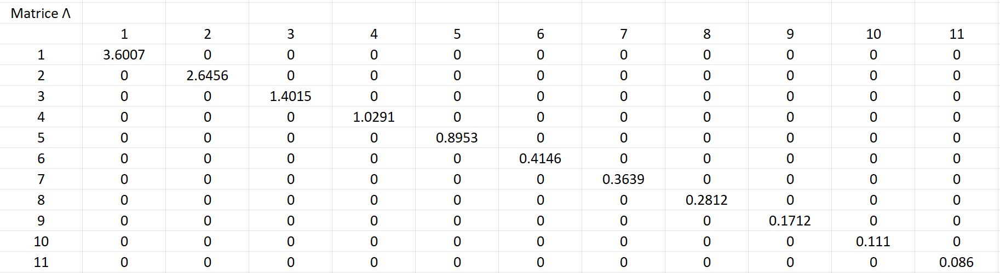 Matrice Λ
1 2 3 4 5 6 7 8 9 10 11
1 3.6007 0 0 0 0 0 0 0 0 0 0
2 0 2.6456 0 0 0 0 0 0 0 0 0
3 0 0 1.4015 0 0 0 0 0 0 0 0
4 0 0 0 1.0291 0 0 0 0 0 0 0
5 0 0 0 0 0.8953 0 0 0 0 0 0
6 0 0 0 0 0 0.4146 0 0 0 0 0
7 0 0 0 0 0 0 0.3639 0 0 0 0
8 0 0 0 0 0 0 0 0.2812 0 0 0
9 0 0 0 0 0 0 0 0 0.1712 0 0
10 0 0 0 0 0 0 0 0 0 0.111 0
11 0 0 0 0 0 0 0 0 0 0 0.086